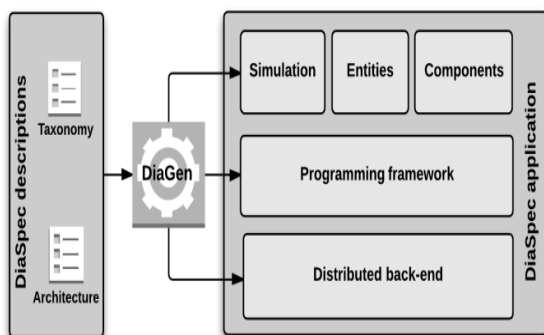 DiaSpec descriptions
Taxonomy
Architecture
DiaGen
Simulation
Entities
Components
Programming framework
Distributed back-end
DiaSpec application